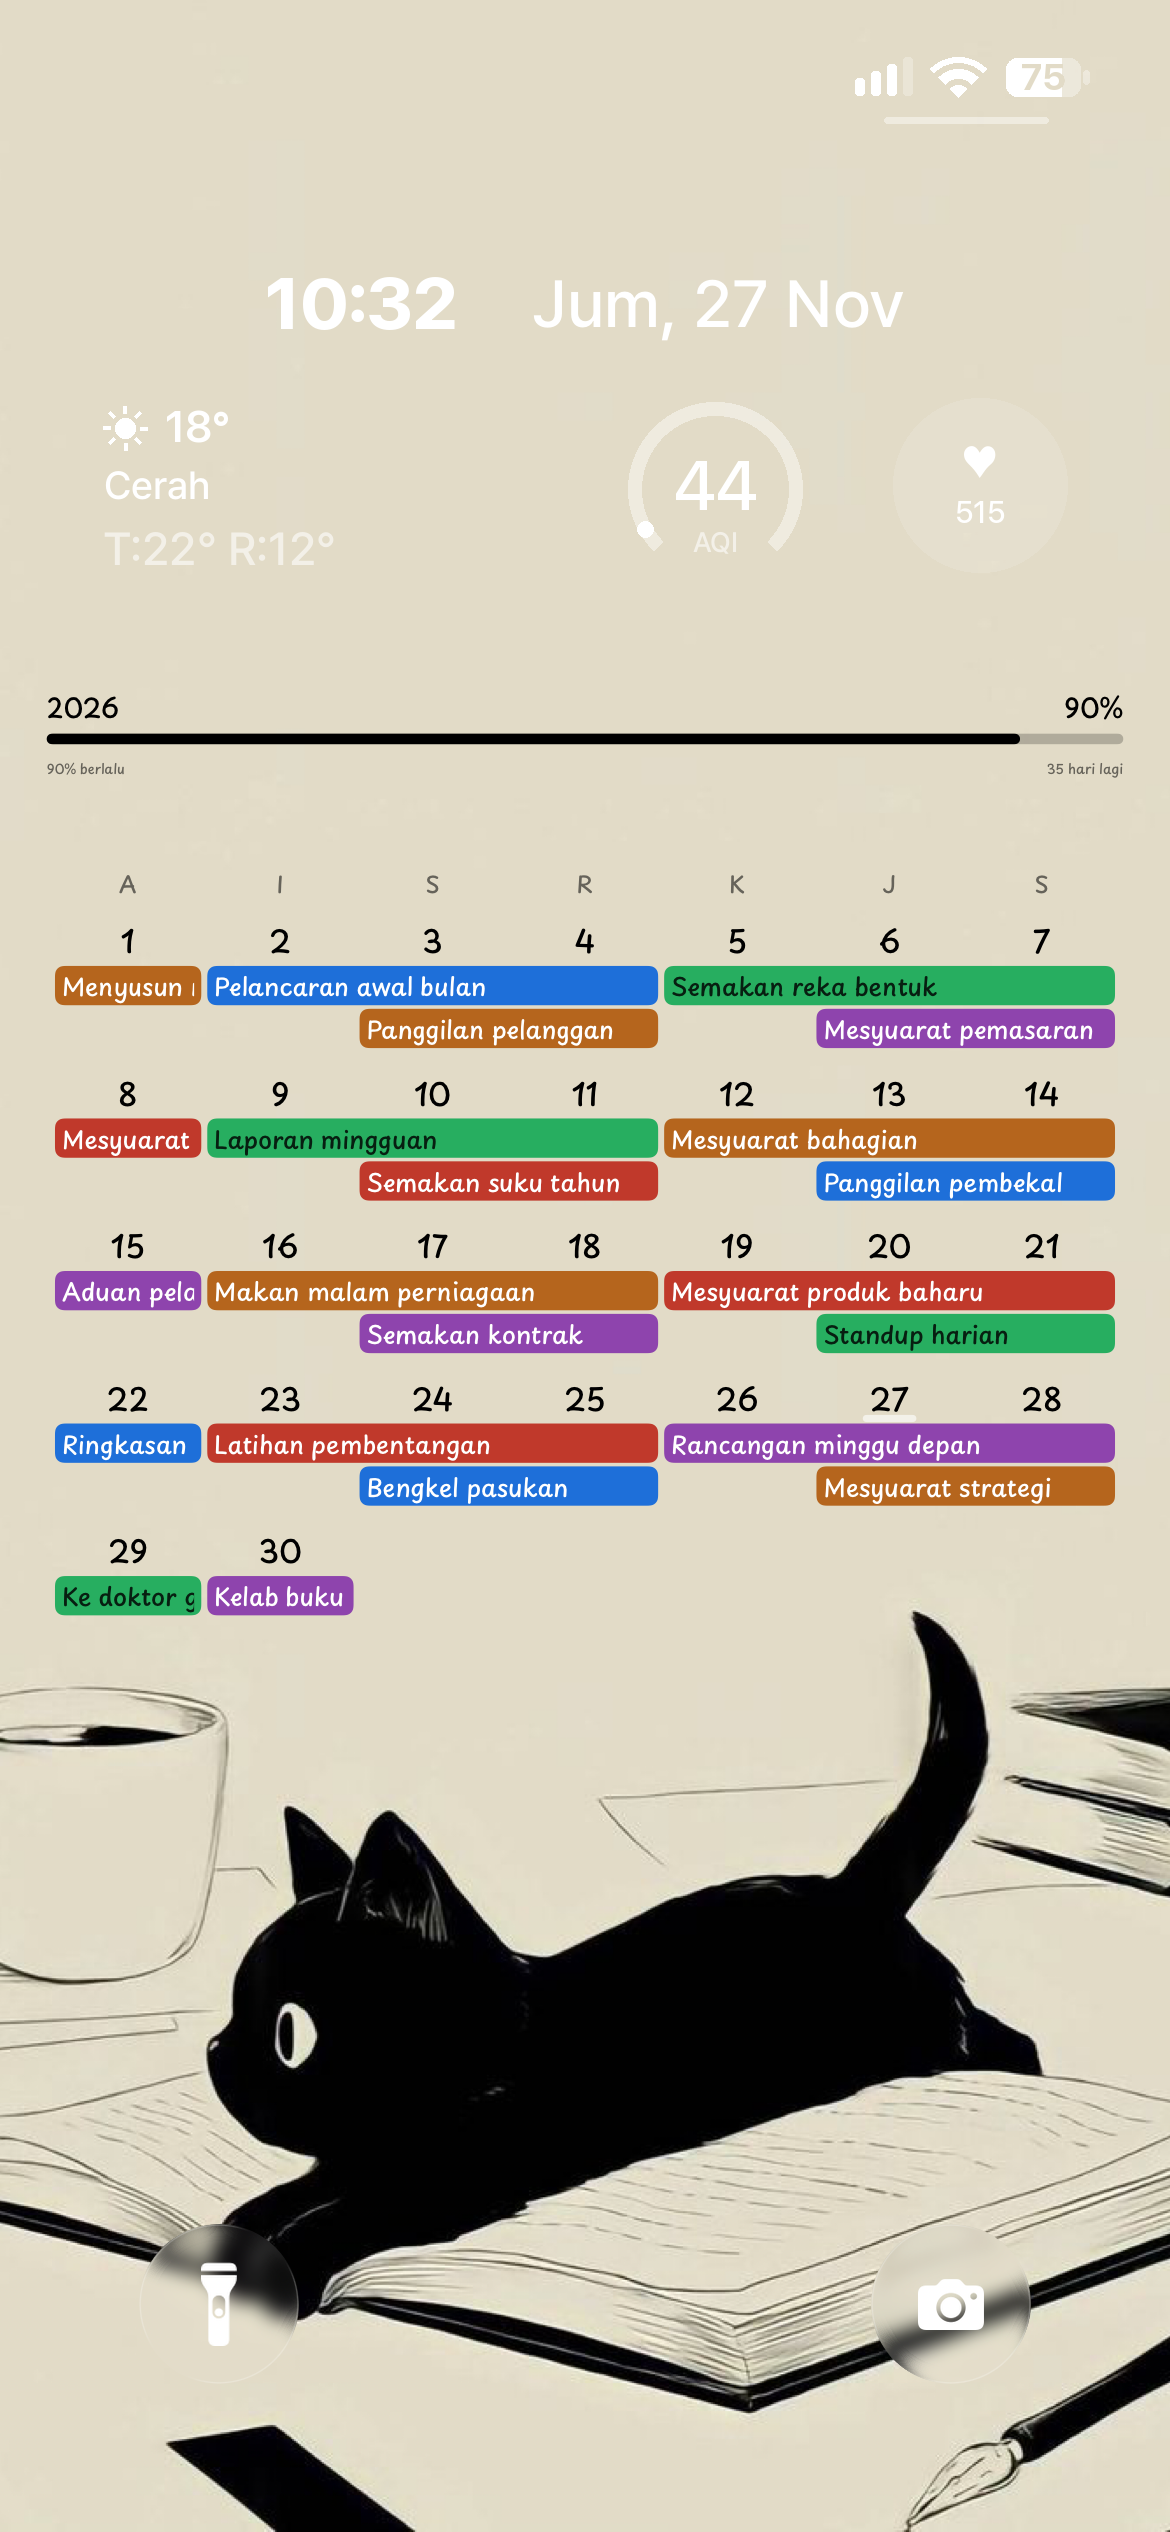 75
10:32 Jum, 27 Nov
18°
Cerah
T:22° R:12°
44
AQI
515
2026 90%
90% berlalu 35 hari lagi
A I S R K J S
1 2 3 4 5 6 7
Menyusun Pelancaran awal bulan Semakan reka bentuk
Panggilan pelanggan Mesyuarat pemasaran
8 9 10 11 12 13 14
Mesyuarat Laporan mingguan Mesyuarat bahagian
Semakan suku tahun Panggilan pembekal
15 16 17 18 19 20 21
Aduan Makan malam perniagaan Mesyuarat produk baharu
Semakan kontrak Standup harian
22 23 24 25 26 27 28
Ringkasan Latihan pembentangan Rancangan minggu depan
Bengkel pasukan Mesyuarat strategi
29 30
Ke doktor Kelab buku